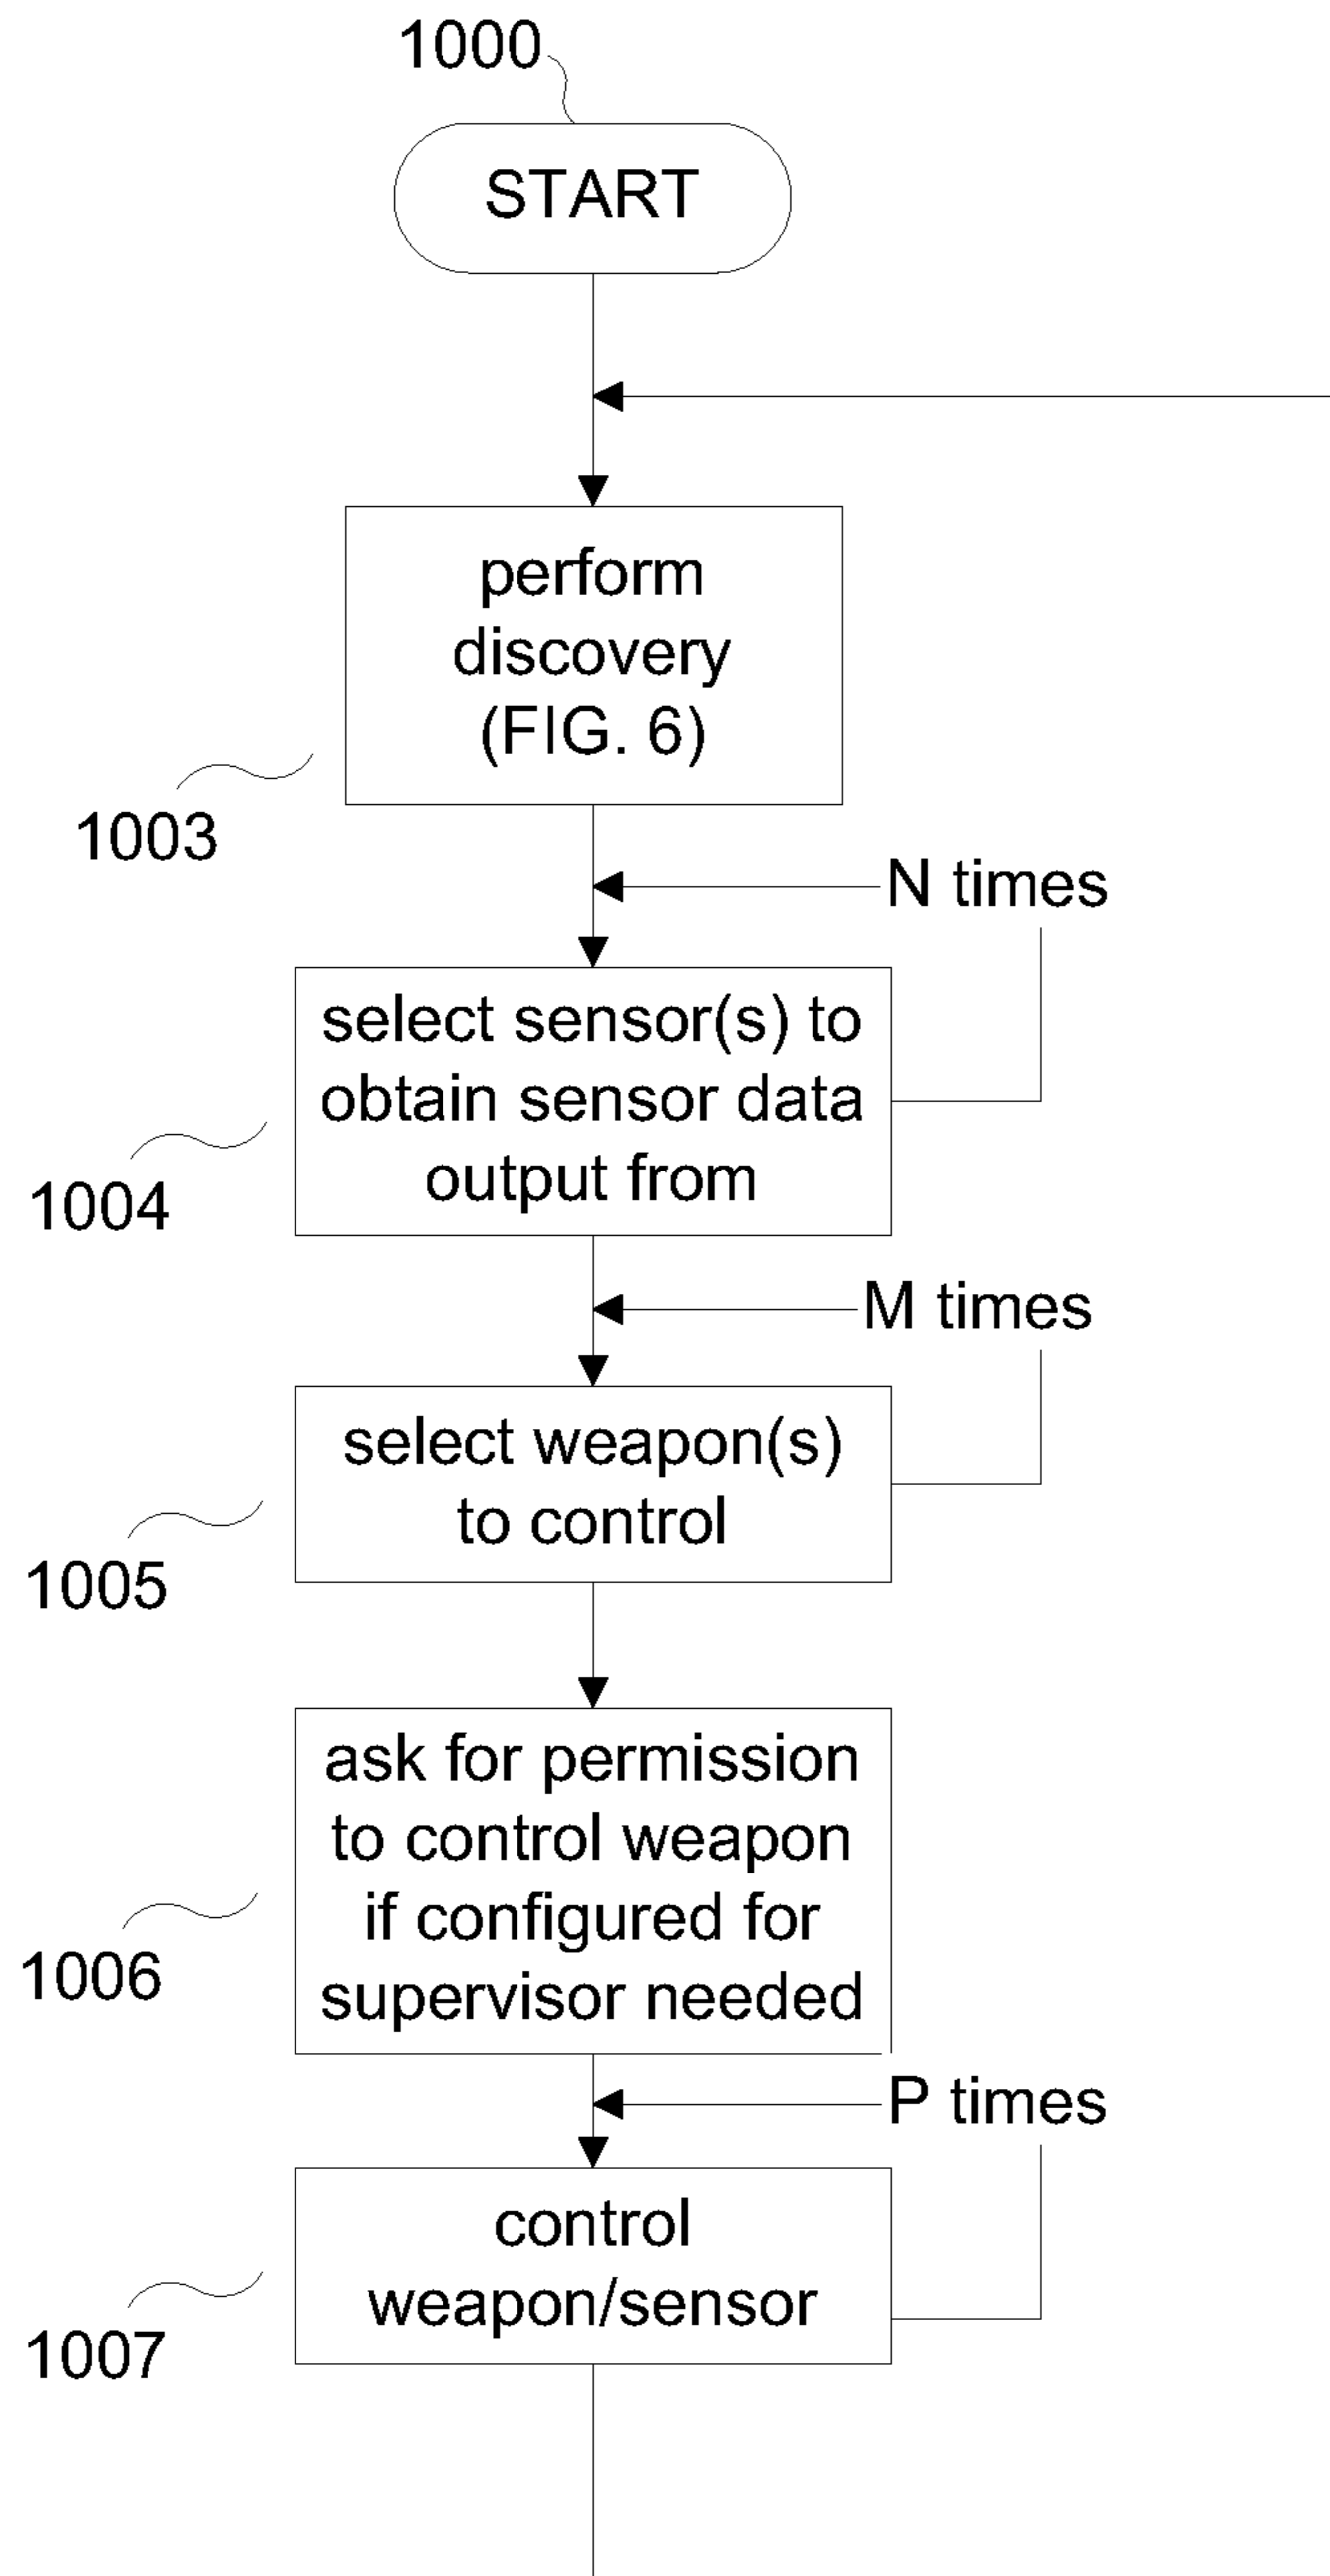 1000
START
perform
discovery
(FIG. 6)
1003
N times
select sensor(s) to
obtain sensor data
output from
1004
M times
select weapon(s)
to control
1005
ask for permission
to control weapon
if configured for
supervisor needed
1006
P times
control
weapon/sensor
1007